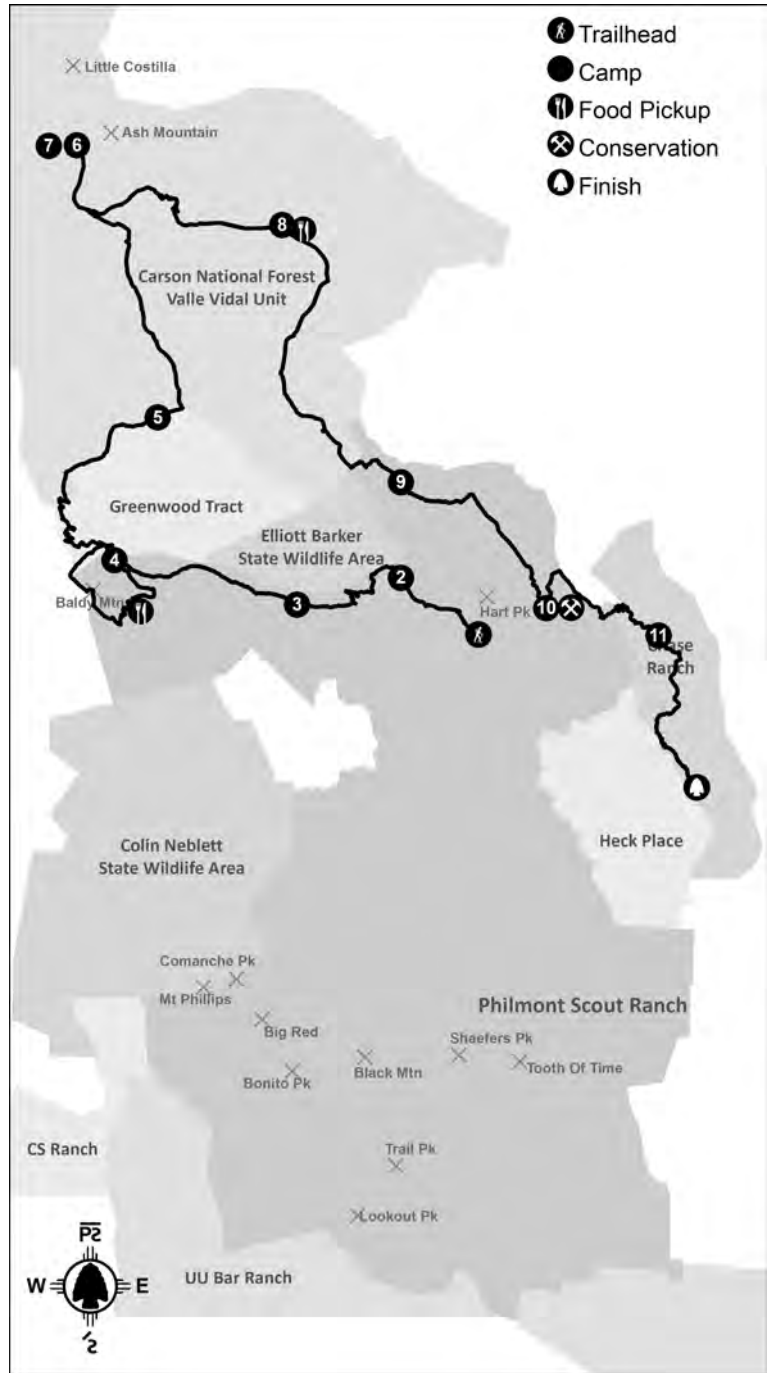 Trailhead
Camp
Food Pickup
Conservation
Finish
Little Costilla
Ash Mountain
7 6
8
Carson National Forest
Valle Vidal Unit
5
9
Greenwood Tract
Elliott Barker
State Wildlife Area
4
2
Baldy Mtn
3
Hart Pk
10
11
Chase
Ranch
Heck Place
Colin Neblett
State Wildlife Area
Comanche Pk
Mt Phillips
Big Red
Philmont Scout Ranch
Shaefers Pk
Black Mtn
Tooth Of Time
Bonito Pk
Trail Pk
CS Ranch
Lookout Pk
UU Bar Ranch
W E